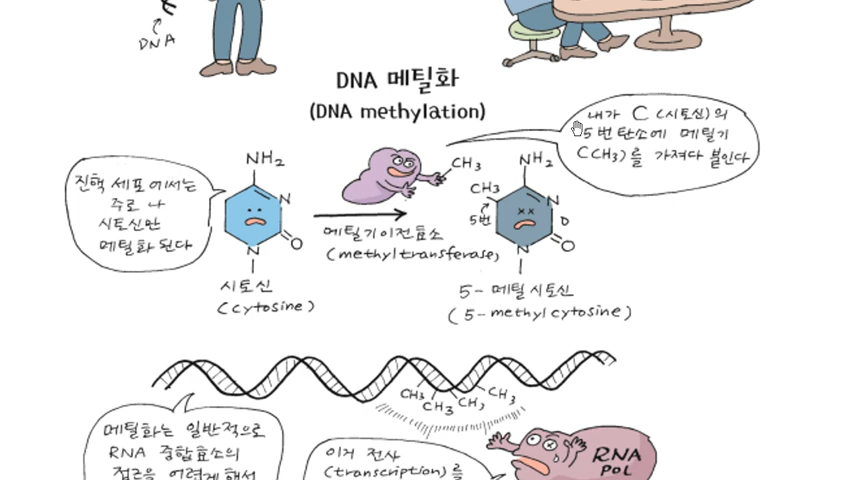 DNA
DNA 메틸화
(DNA methylation)
내가 C (시토신)의
5번 탄소에 메틸기
(CH3)를 가져다 붙인다
진핵 세포에서는
주로 나
시토신만
메틸화 된다
NH2
N
O
N
시토신
(cytosine)
CH3
메틸기이전효소
(methyltransferase)
NH2
CH3
5번
N
O
N
5-메틸시토신
(5-methylcytosine)
CH3
CH3
CH3
CH3
메틸화는 일반적으로
RNA 중합효소의
접근을 어렵게 해서
이거 전사
(transcription)를
RNA
POL